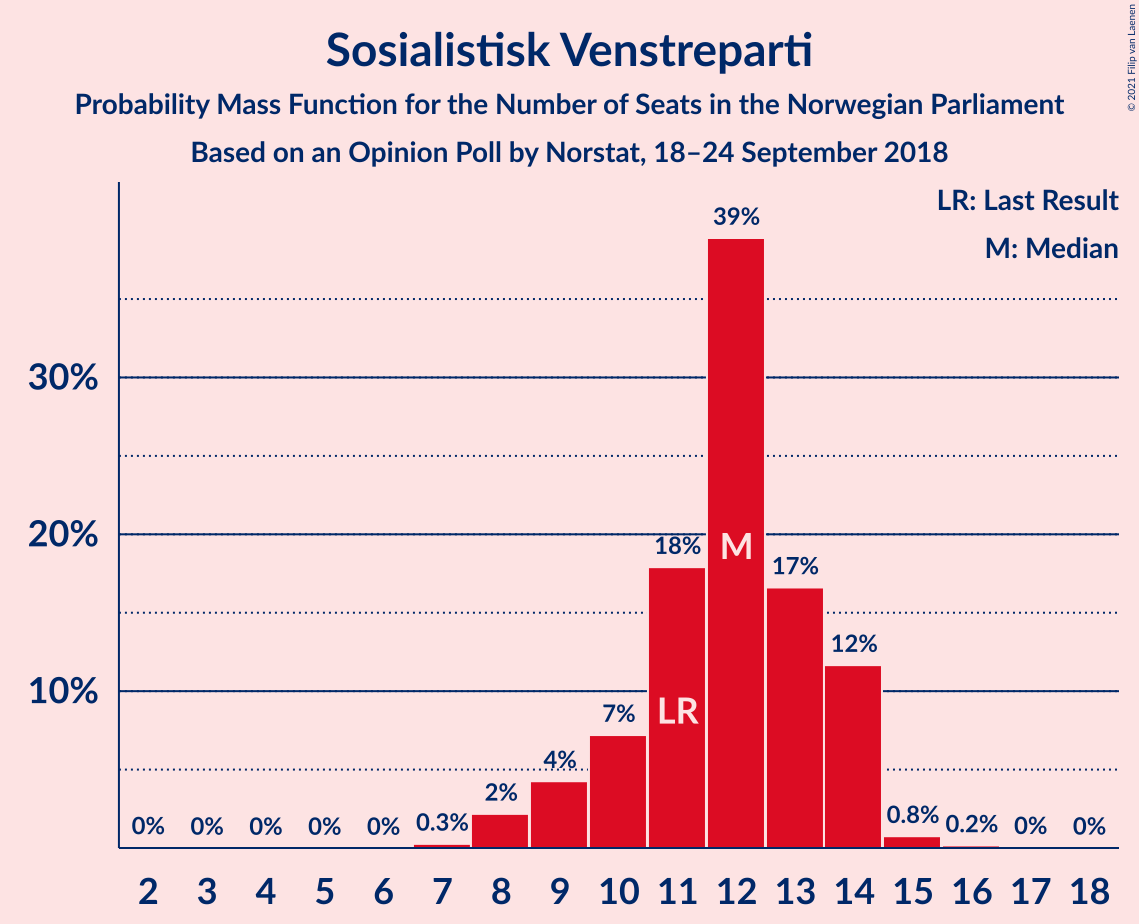 Sosialistisk Venstreparti
Probability Mass Function for the Number of Seats in the Norwegian Parliament
Based on an Opinion Poll by Norstat, 18–24 September 2018
© 2021 Filip van Laenen
LR: Last Result
M: Median
30%
20%
10%
0% 0% 0% 0% 0% 0.3% 2% 4% 7% 18% 39% 17% 12% 0.8% 0.2% 0% 0%
LR
M
2 3 4 5 6 7 8 9 10 11 12 13 14 15 16 17 18